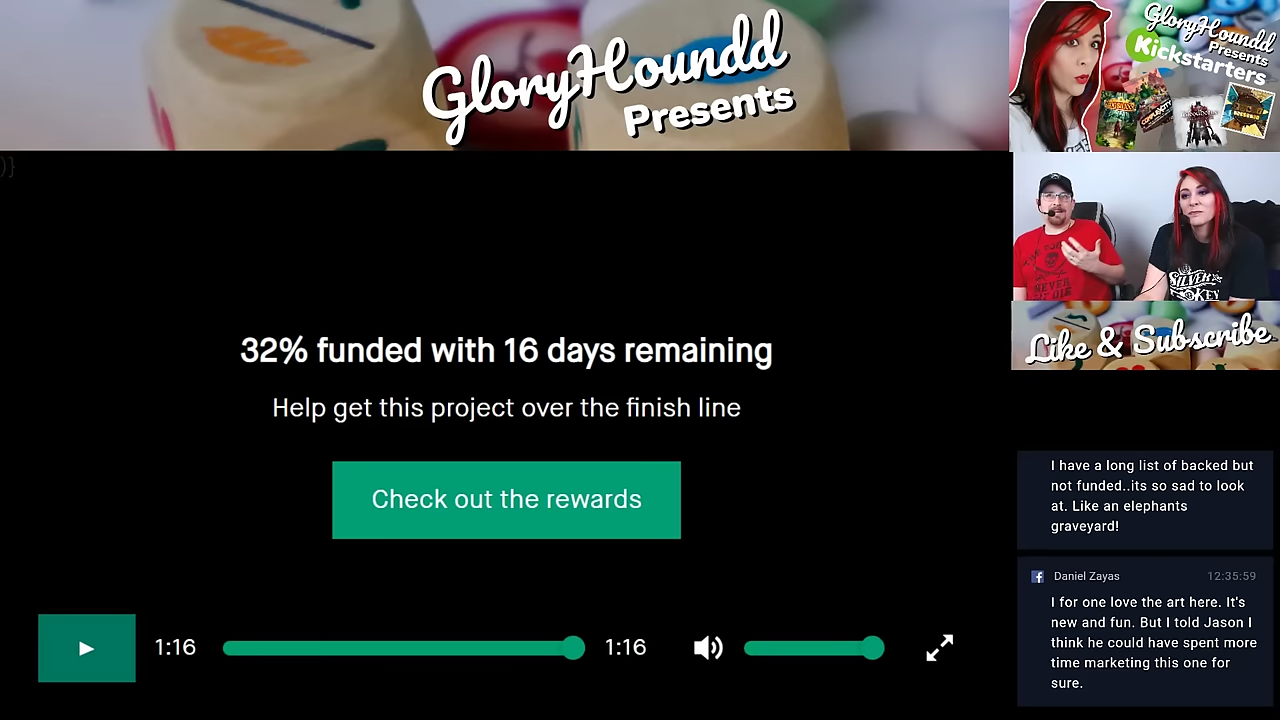 GloryHoundd
Presents
GloryHoundd
Presents
Kickstarters
)}
32% funded with 16 days remaining
Help get this project over the finish line
Check out the rewards
1:16
1:16
SILVER
KEY
Like & Subscribe
I have a long list of backed but
not funded..its so sad to look
at. Like an elephants
graveyard!
Daniel Zayas
12:35:59
I for one love the art here. It's
new and fun. But I told Jason I
think he could have spent more
time marketing this one for
sure.